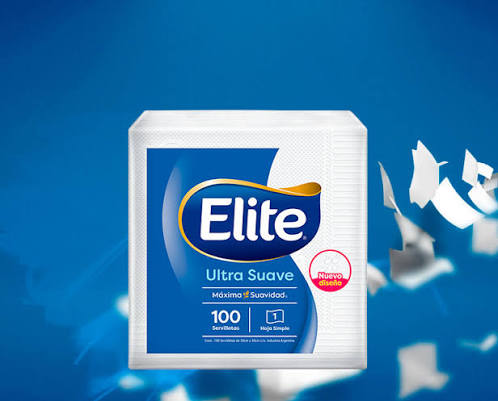 Elite®
Ultra Suave
Máxima Suavidad®
100
Servilletas
1
Hoja Simple
Nuevo
diseño